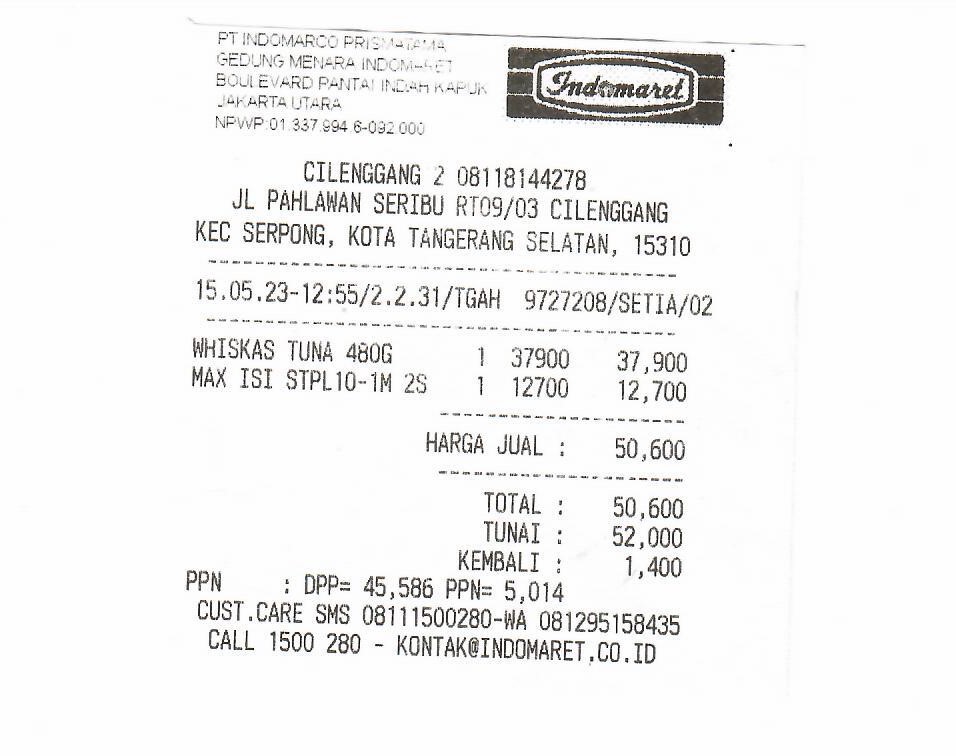 PT INDOMARCO PRISMATAMA
GEDUNG MENARA INDOMARET
BOULEVARD PANTAI INDAH KAPUK
JAKARTA UTARA
NPWP:01.337.994.6-092.000
Indomaret
CILENGGANG 2 08118144278
JL PAHLAWAN SERIBU RT09/03 CILENGGANG
KEC SERPONG, KOTA TANGERANG SELATAN, 15310
15.05.23-12:55/2.2.31/TGAH 9727208/SETIA/02
WHISKAS TUNA 480G 1 37900 37,900
MAX ISI STPL10-1M 2S 1 12700 12,700
HARGA JUAL : 50,600
TOTAL : 50,600
TUNAI : 52,000
KEMBALI : 1,400
PPN : DPP= 45,586 PPN= 5,014
CUST.CARE SMS 08111500280-WA 081295158435
CALL 1500 280 - KONTAK@INDOMARET.CO.ID